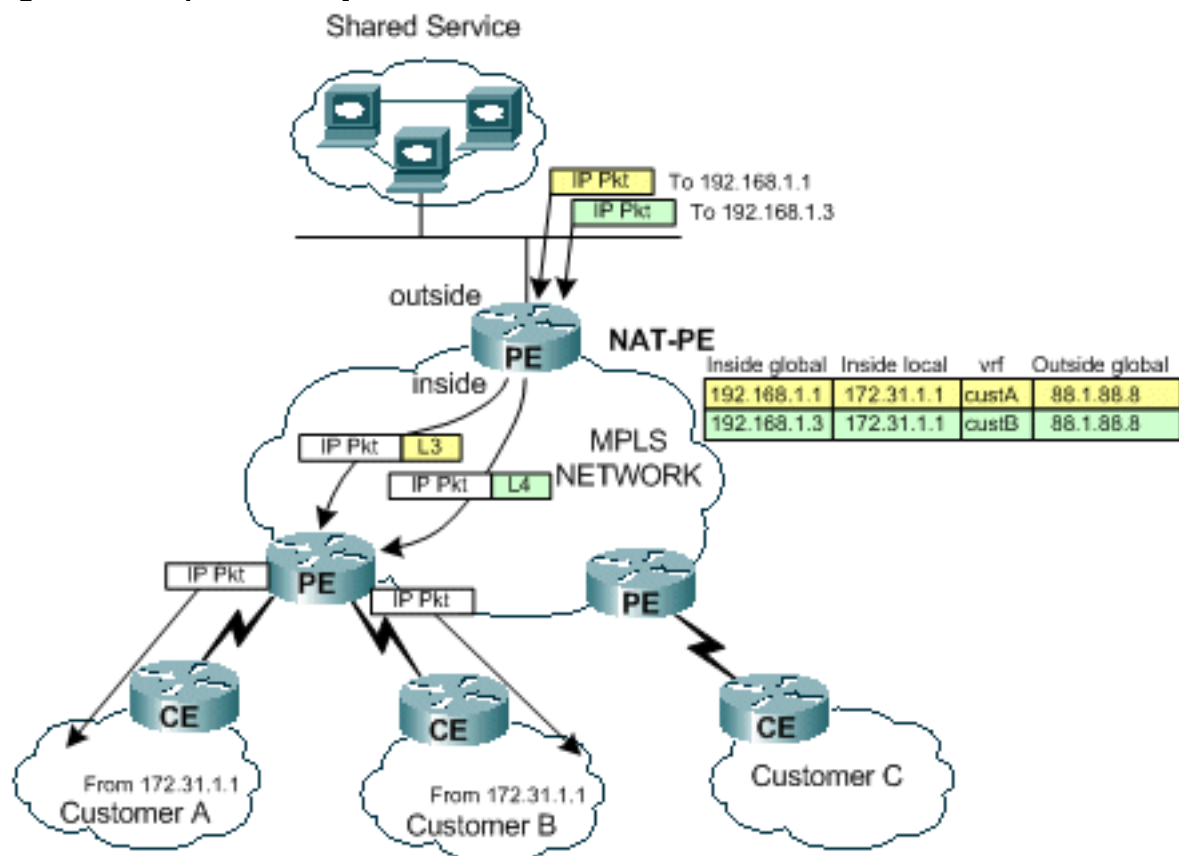 Shared Service
IP Pkt To 192.168.1.1
IP Pkt To 192.168.1.3
outside
PE
NAT-PE
inside
Inside global Inside local vrf Outside global
192.168.1.1 172.31.1.1 custA 88.1.88.8
192.168.1.3 172.31.1.1 custB 88.1.88.8
IP Pkt L3
MPLS
NETWORK
IP Pkt L4
IP Pkt
PE
IP Pkt
PE
CE
CE
CE
From 172.31.1.1
Customer A
From 172.31.1.1
Customer B
Customer C